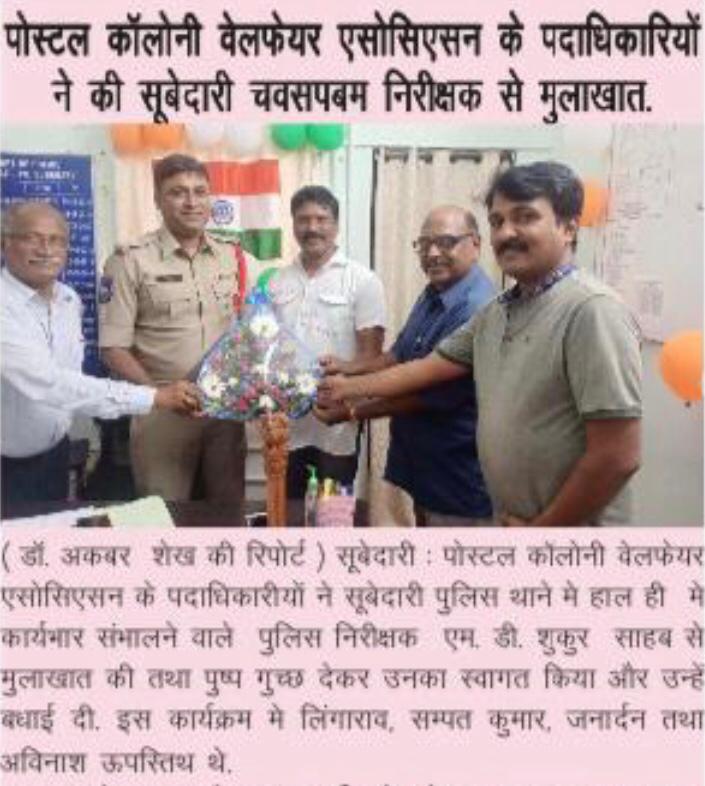 पोस्टल कॉलोनी वेलफेयर एसोसिएसन के पदाधिकारियों
ने की सूबेदारी चवसपबम निरीक्षक से मुलाखात.
( डॉ. अकबर शेख की रिपोर्ट ) सूबेदारी : पोस्टल कॉलोनी वेलफेयर
एसोसिएसन के पदाधिकारीयों ने सूबेदारी पुलिस थाने मे हाल ही मे
कार्यभार संभालने वाले पुलिस निरीक्षक एम. डी. शुकुर साहब से
मुलाखात की तथा पुष्प गुच्छ देकर उनका स्वागत किया और उन्हें
बधाई दी. इस कार्यक्रम मे लिंगाराव, सम्पत कुमार, जनार्दन तथा
अविनाश ऊपस्तिथ थे.